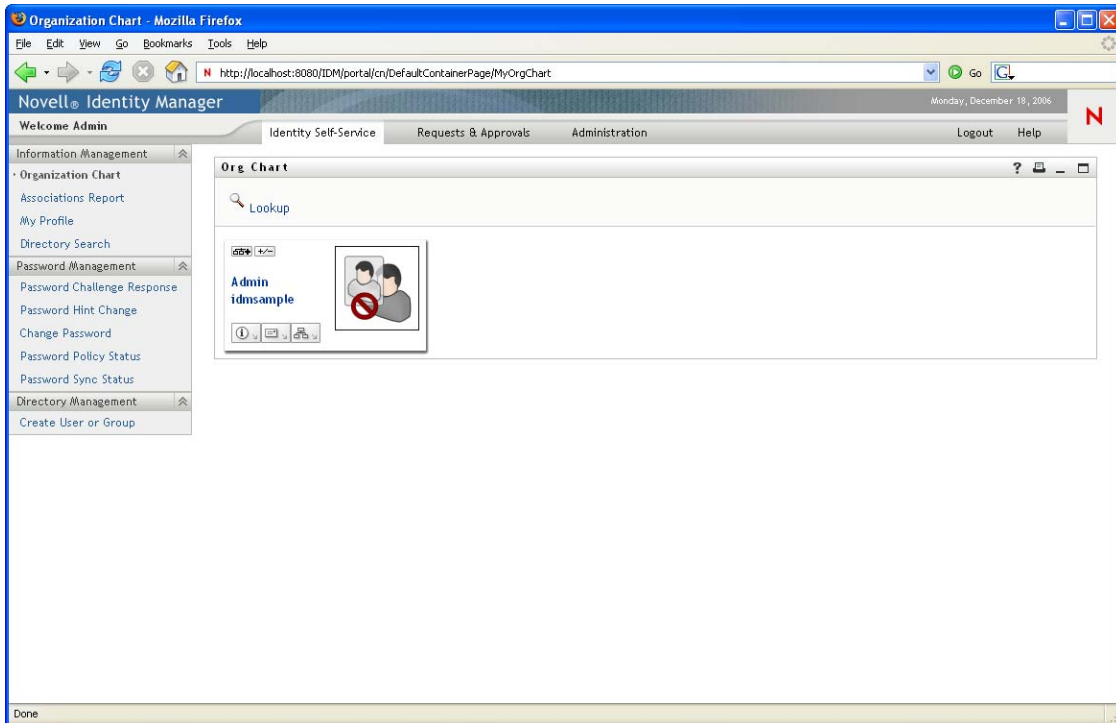 Organization Chart - Mozilla Firefox
File Edit View Go Bookmarks Tools Help
N http://localhost:8080/IDM/portal/cn/DefaultContainerPage/MyOrgChart Go G
Novell® Identity Manager Monday, December 18, 2006
N
Welcome Admin Identity Self-Service Requests & Approvals Administration Logout Help
Information Management
· Organization Chart
Associations Report
My Profile
Directory Search
Password Management
Password Challenge Response
Password Hint Change
Change Password
Password Policy Status
Password Sync Status
Directory Management
Create User or Group
Org Chart ?
Lookup
+/-
Admin
idmsample
Done